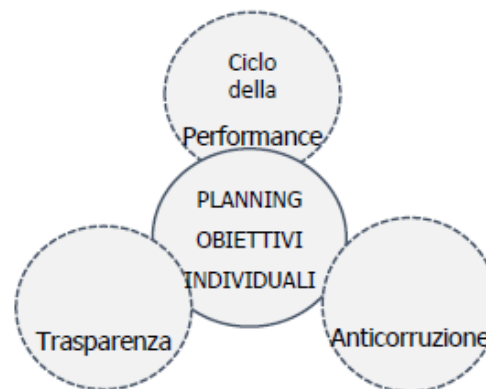 Ciclo
della
Performance
PLANNING
OBIETTIVI
INDIVIDUALI
Trasparenza
Anticorruzione